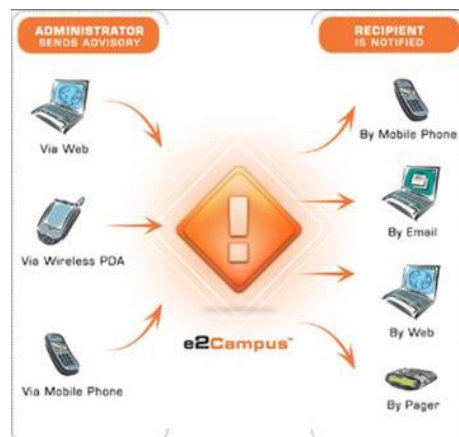 ADMINISTRATOR
SENDS ADVISORY
RECIPIENT
IS NOTIFIED
Via Web
Via Wireless PDA
Via Mobile Phone
e2Campus™
By Mobile Phone
By Email
By Web
By Pager